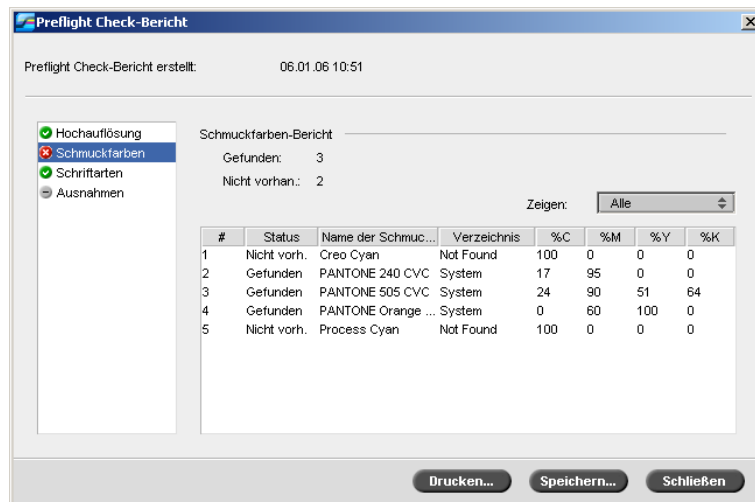 Preflight Check-Bericht
Preflight Check-Bericht erstellt: 06.01.06 10:51
Hochauflösung
Schmuckfarben
Schriftarten
Ausnahmen
Schmuckfarben-Bericht
Gefunden: 3
Nicht vorhan.: 2
Zeigen: Alle
# Status Name der Schmuc... Verzeichnis %C %M %Y %K
1 Nicht vorh. Creo Cyan Not Found 100 0 0 0
2 Gefunden PANTONE 240 CVC System 17 95 0 0
3 Gefunden PANTONE 505 CVC System 24 90 51 64
4 Gefunden PANTONE Orange ... System 0 60 100 0
5 Nicht vorh. Process Cyan Not Found 100 0 0 0
Drucken... Speichern... Schließen